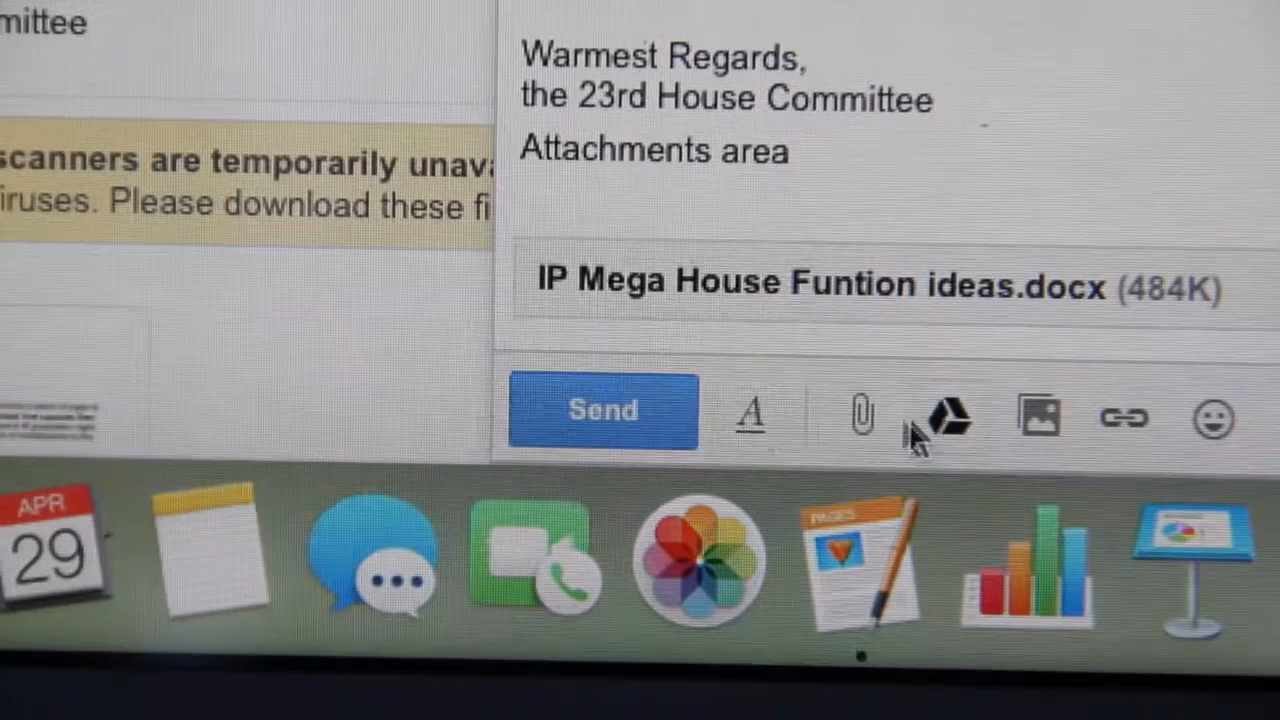 mittee
scanners are temporarily unava
iruses. Please download these fi
Warmest Regards,
the 23rd House Committee
Attachments area
IP Mega House Funtion ideas.docx (484K)
Send
A
APR
29
PAGES